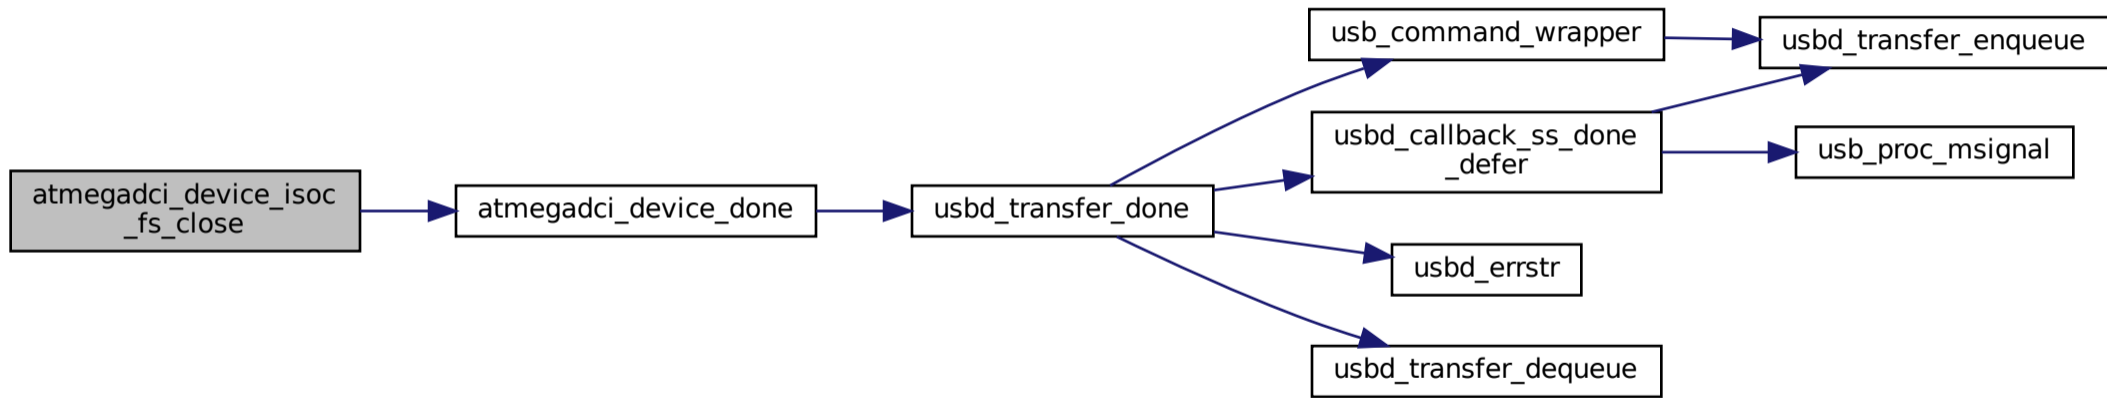 atmegadci_device_isoc
_fs_close
atmegadci_device_done
usbd_transfer_done
usb_command_wrapper
usbd_transfer_enqueue
usbd_callback_ss_done
_defer
usb_proc_msignal
usbd_errstr
usbd_transfer_dequeue